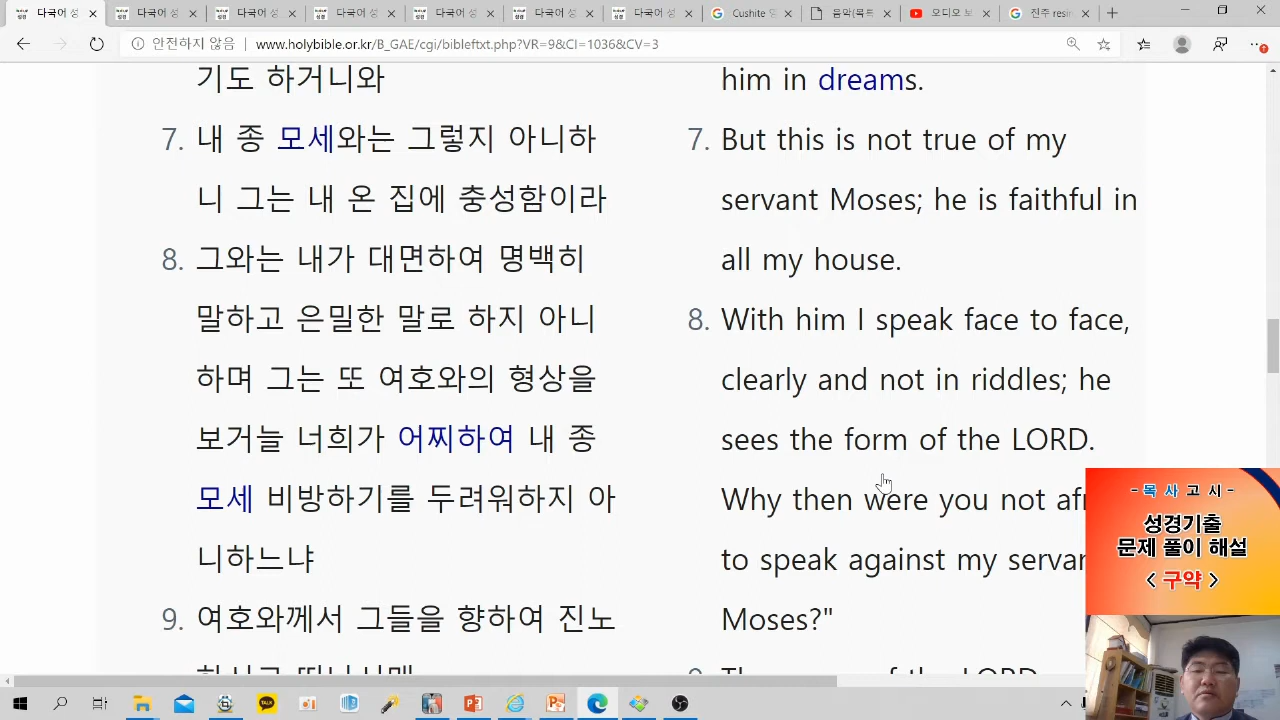 다국어 성
다국어 성
다국어 성
다국어 성
다국어 성
다국어 성
다국어 성
Cushite 영
음악(목록
오디오 보
진주 resin
안전하지 않음
www.holybible.or.kr/B_GAE/cgi/bibleftxt.php?VR=9&CI=1036&CV=3
기도 하거니와
7. 내 종 모세와는 그렇지 아니하
니 그는 내 온 집에 충성함이라
8. 그와는 내가 대면하여 명백히
말하고 은밀한 말로 하지 아니
하며 그는 또 여호와의 형상을
보거늘 너희가 어찌하여 내 종
모세 비방하기를 두려워하지 아
니하느냐
9. 여호와께서 그들을 향하여 진노
him in dreams.
7. But this is not true of my
servant Moses; he is faithful in
all my house.
8. With him I speak face to face,
clearly and not in riddles; he
sees the form of the LORD.
Why then were you not
to speak against my
Moses?"
- 목 사 고 시 -
성경기출
문제 풀이 해설
< 구약 >
TALK